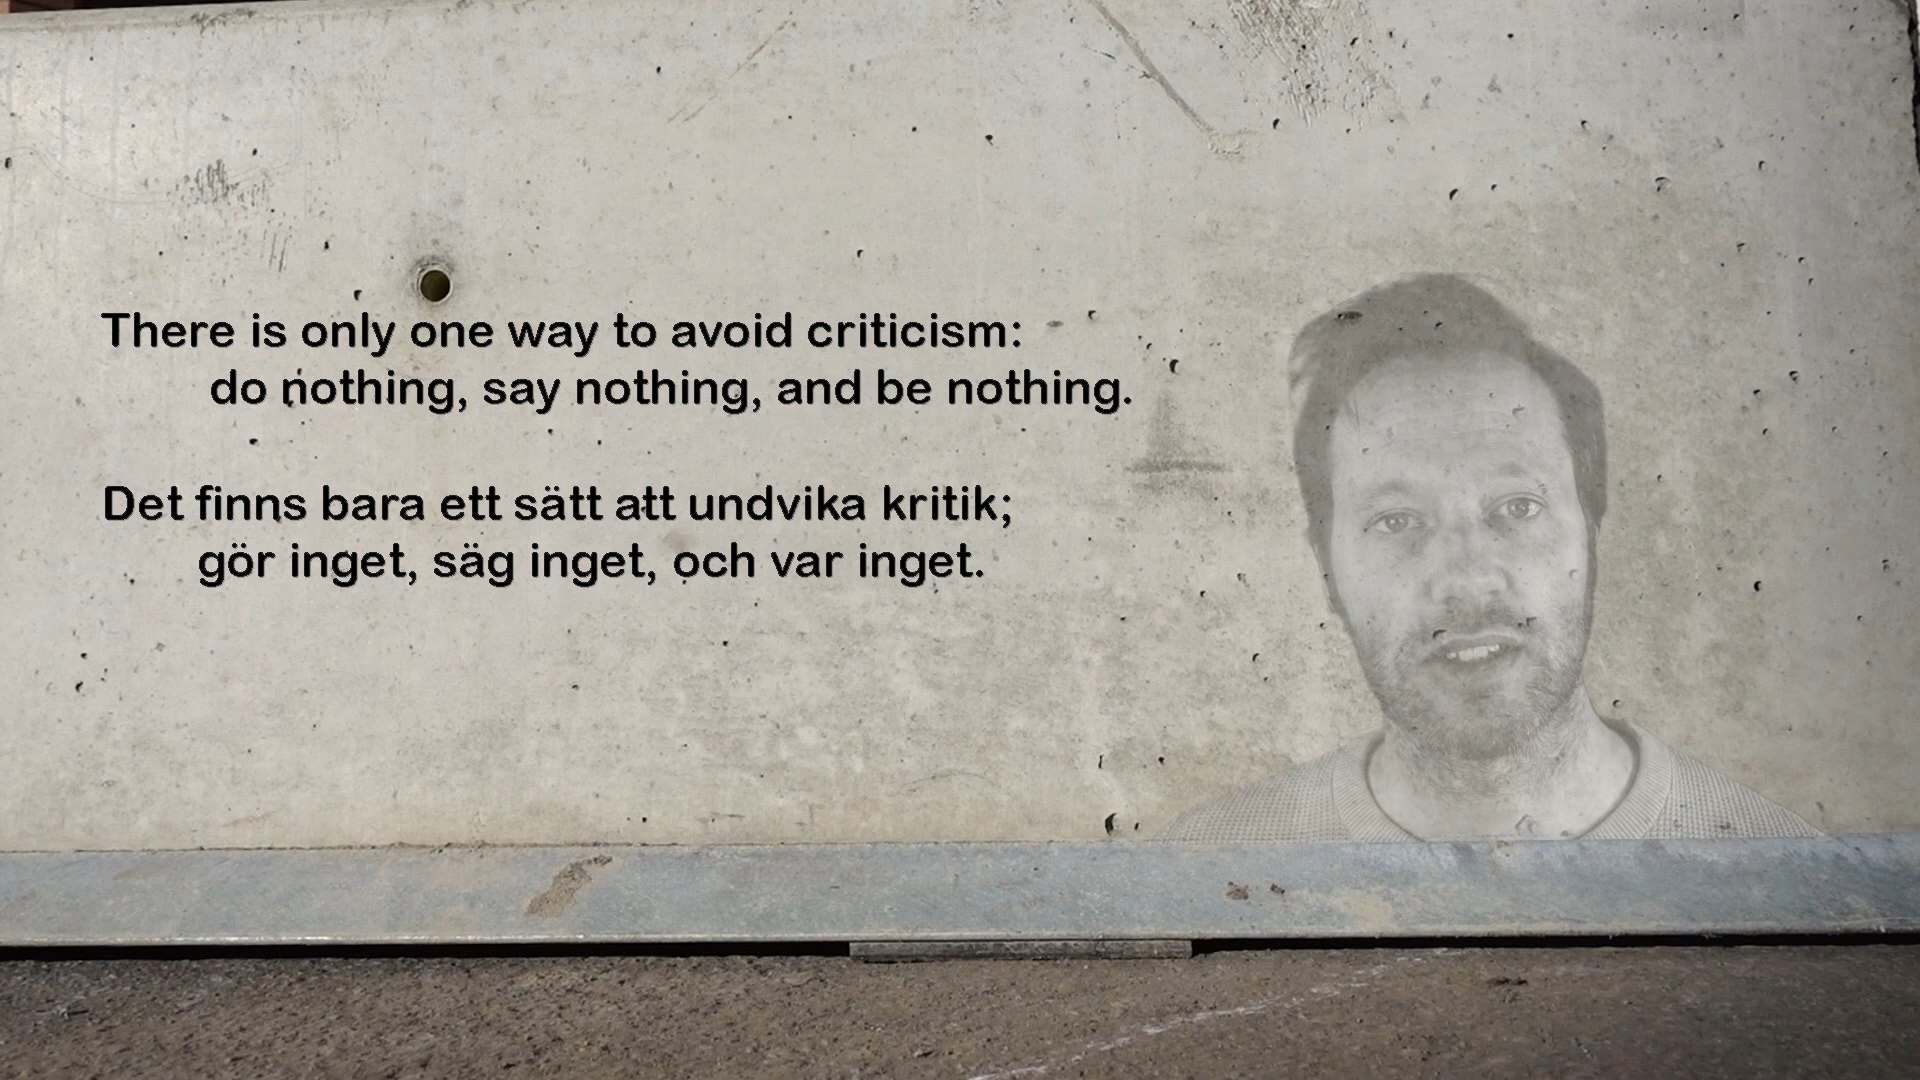 There is only one way to avoid criticism:
do nothing, say nothing, and be nothing.
Det finns bara ett sätt att undvika kritik;
gör inget, säg inget, och var inget.